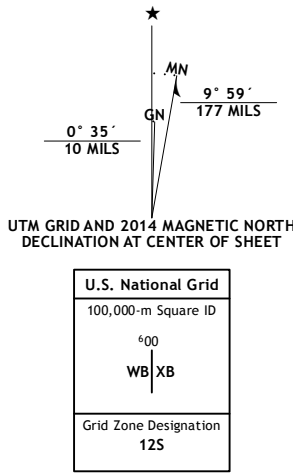 ★
MN
9° 59´
177 MILS
GN
0° 35´
10 MILS
UTM GRID AND 2014 MAGNETIC NORTH
DECLINATION AT CENTER OF SHEET
U.S. National Grid
100,000-m Square ID
⁶00
WB XB
Grid Zone Designation
12S